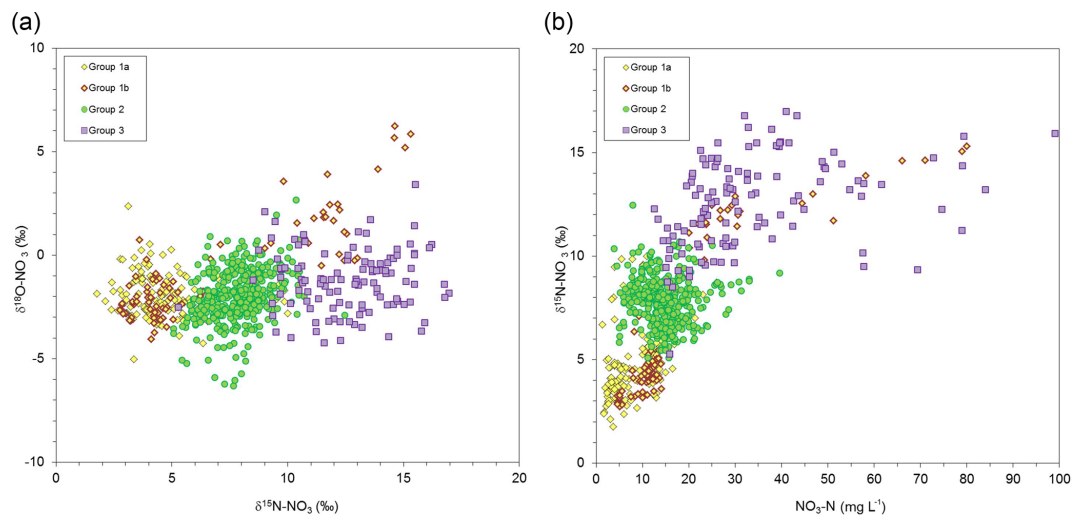 (a)
10
5
0
-5
-10
0
5
10
15
20
δ¹⁸O-NO₃ (‰)
δ¹⁵N-NO₃ (‰)
Group 1a
Group 1b
Group 2
Group 3
(b)
20
15
10
5
0
0
10
20
30
40
50
60
70
80
90
100
δ¹⁵N-NO₃ (‰)
NO₃-N (mg L⁻¹)
Group 1a
Group 1b
Group 2
Group 3